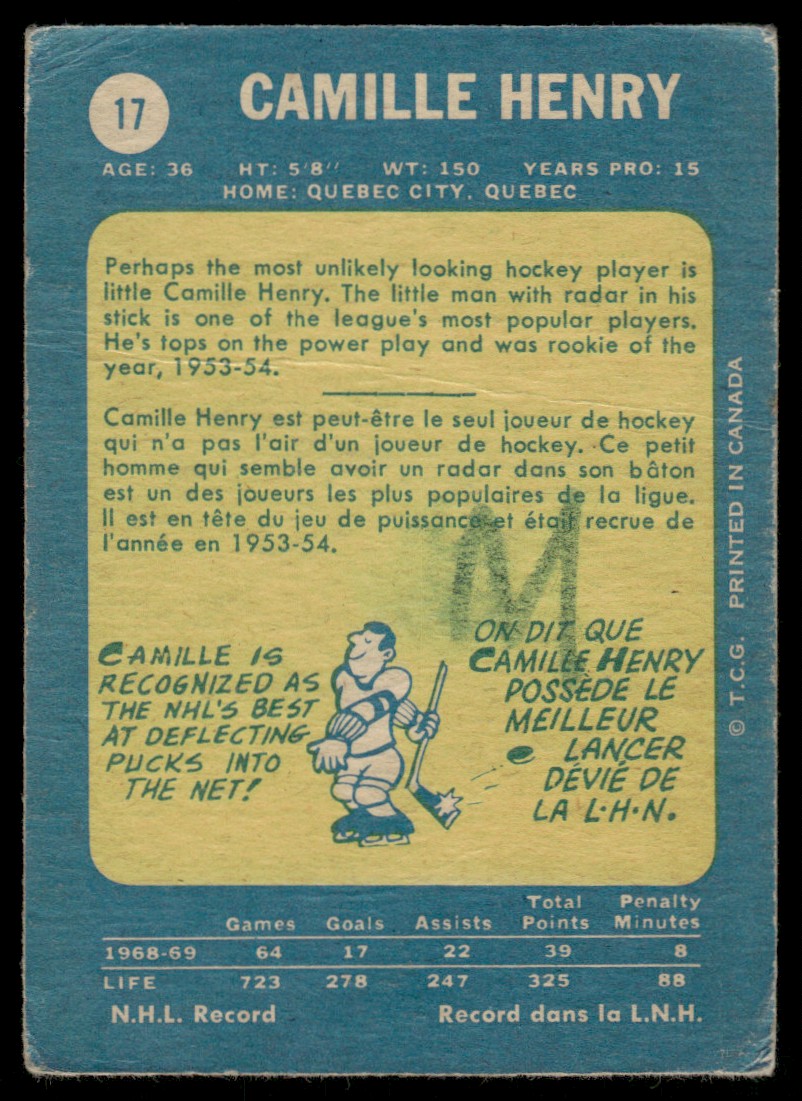 17
CAMILLE HENRY
AGE: 36 HT: 5'8'' WT: 150 YEARS PRO: 15
HOME: QUEBEC CITY, QUEBEC
Perhaps the most unlikely looking hockey player is
little Camille Henry. The little man with radar in his
stick is one of the league's most popular players.
He's tops on the power play and was rookie of the
year, 1953-54.
Camille Henry est peut-être le seul joueur de hockey
qui n'a pas l'air d'un joueur de hockey. Ce petit
homme qui semble avoir un radar dans son bâton
est un des joueurs les plus populaires de la ligue.
Il est en tête du jeu de puissance et était recrue de
l'année en 1953-54.
M
CAMILLE IS
RECOGNIZED AS
THE NHL'S BEST
AT DEFLECTING
PUCKS INTO
THE NET!
ON DIT QUE
CAMILLE HENRY
POSSÈDE LE
MEILLEUR
LANCER
DÉVIÉ DE
LA L.H.N.
© T.C.G. PRINTED IN CANADA
Games Goals Assists Total Points Penalty Minutes
1968-69 64 17 22 39 8
LIFE 723 278 247 325 88
N.H.L. Record Record dans la L.N.H.